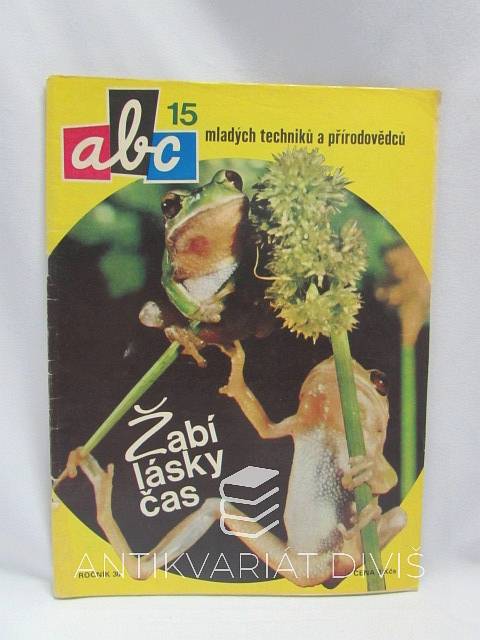 15
abc
mladých techniků a přírodovědců
Žabí
lásky
čas
ANTIKVARIÁT DIVIŠ
ROČNÍK
CENA